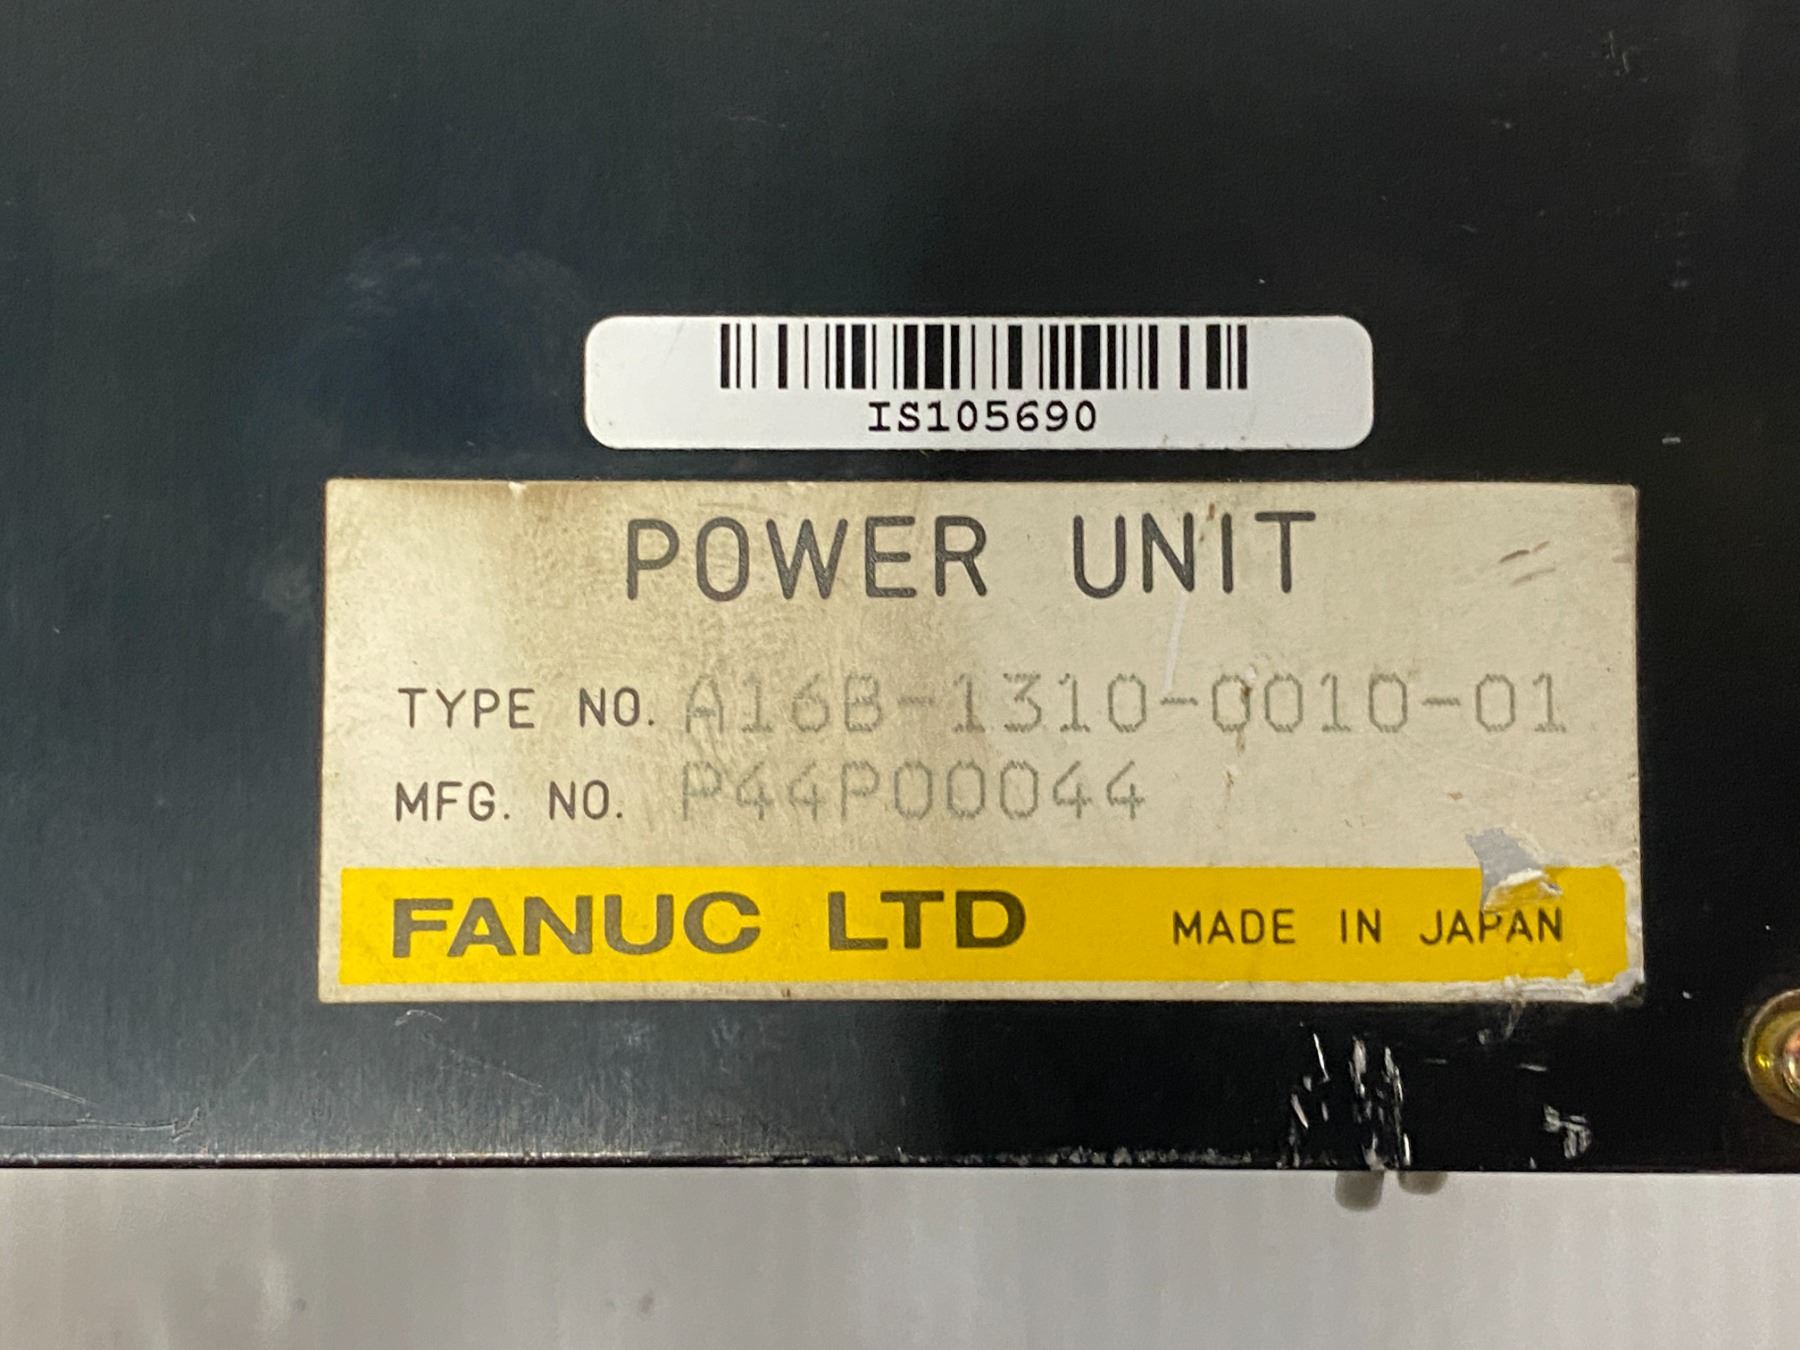 IS105690
POWER UNIT
TYPE NO. A16B-1310-0010-01
MFG. NO. P44P00044
FANUC LTD MADE IN JAPAN